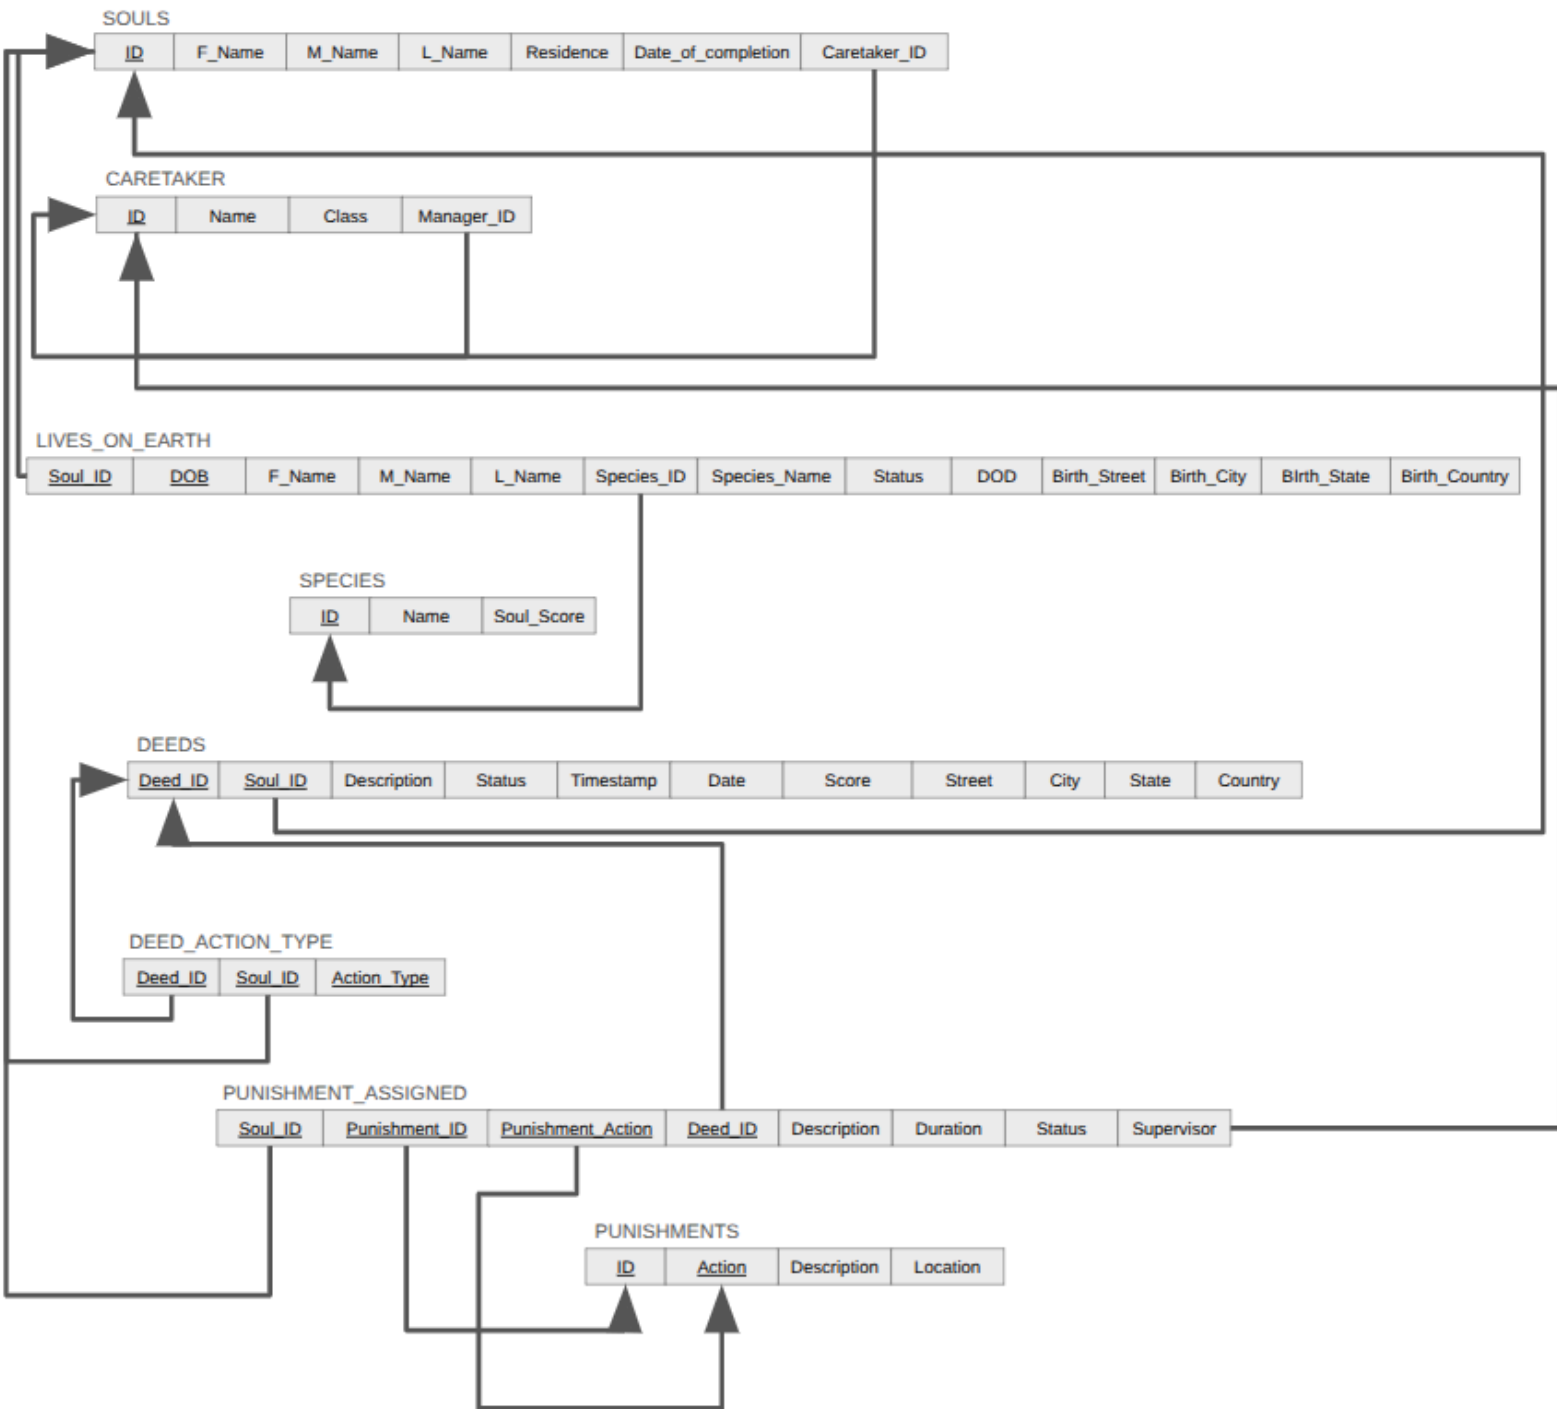 SOULS
ID F_Name M_Name L_Name Residence Date_of_completion Caretaker_ID
CARETAKER
ID Name Class Manager_ID
LIVES_ON_EARTH
Soul_ID DOB F_Name M_Name L_Name Species_ID Species_Name Status DOD Birth_Street Birth_City BIrth_State Birth_Country
SPECIES
ID Name Soul_Score
DEEDS
Deed_ID Soul_ID Description Status Timestamp Date Score Street City State Country
DEED_ACTION_TYPE
Deed_ID Soul_ID Action_Type
PUNISHMENT_ASSIGNED
Soul_ID Punishment_ID Punishment_Action Deed_ID Description Duration Status Supervisor
PUNISHMENTS
ID Action Description Location